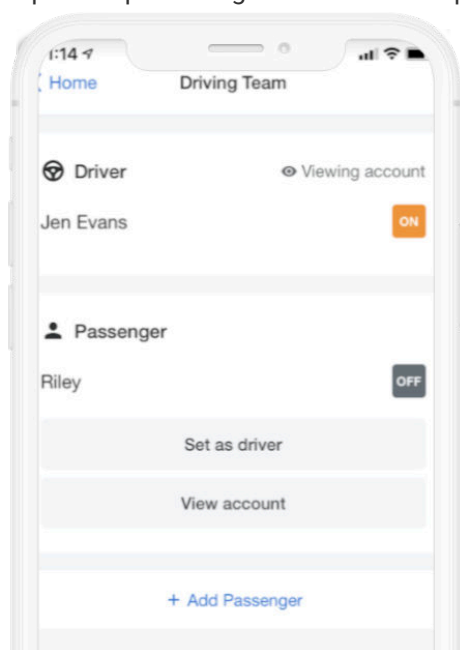 1:14
Home
Driving Team
Driver
Viewing account
Jen Evans
ON
Passenger
Riley
OFF
Set as driver
View account
+ Add Passenger